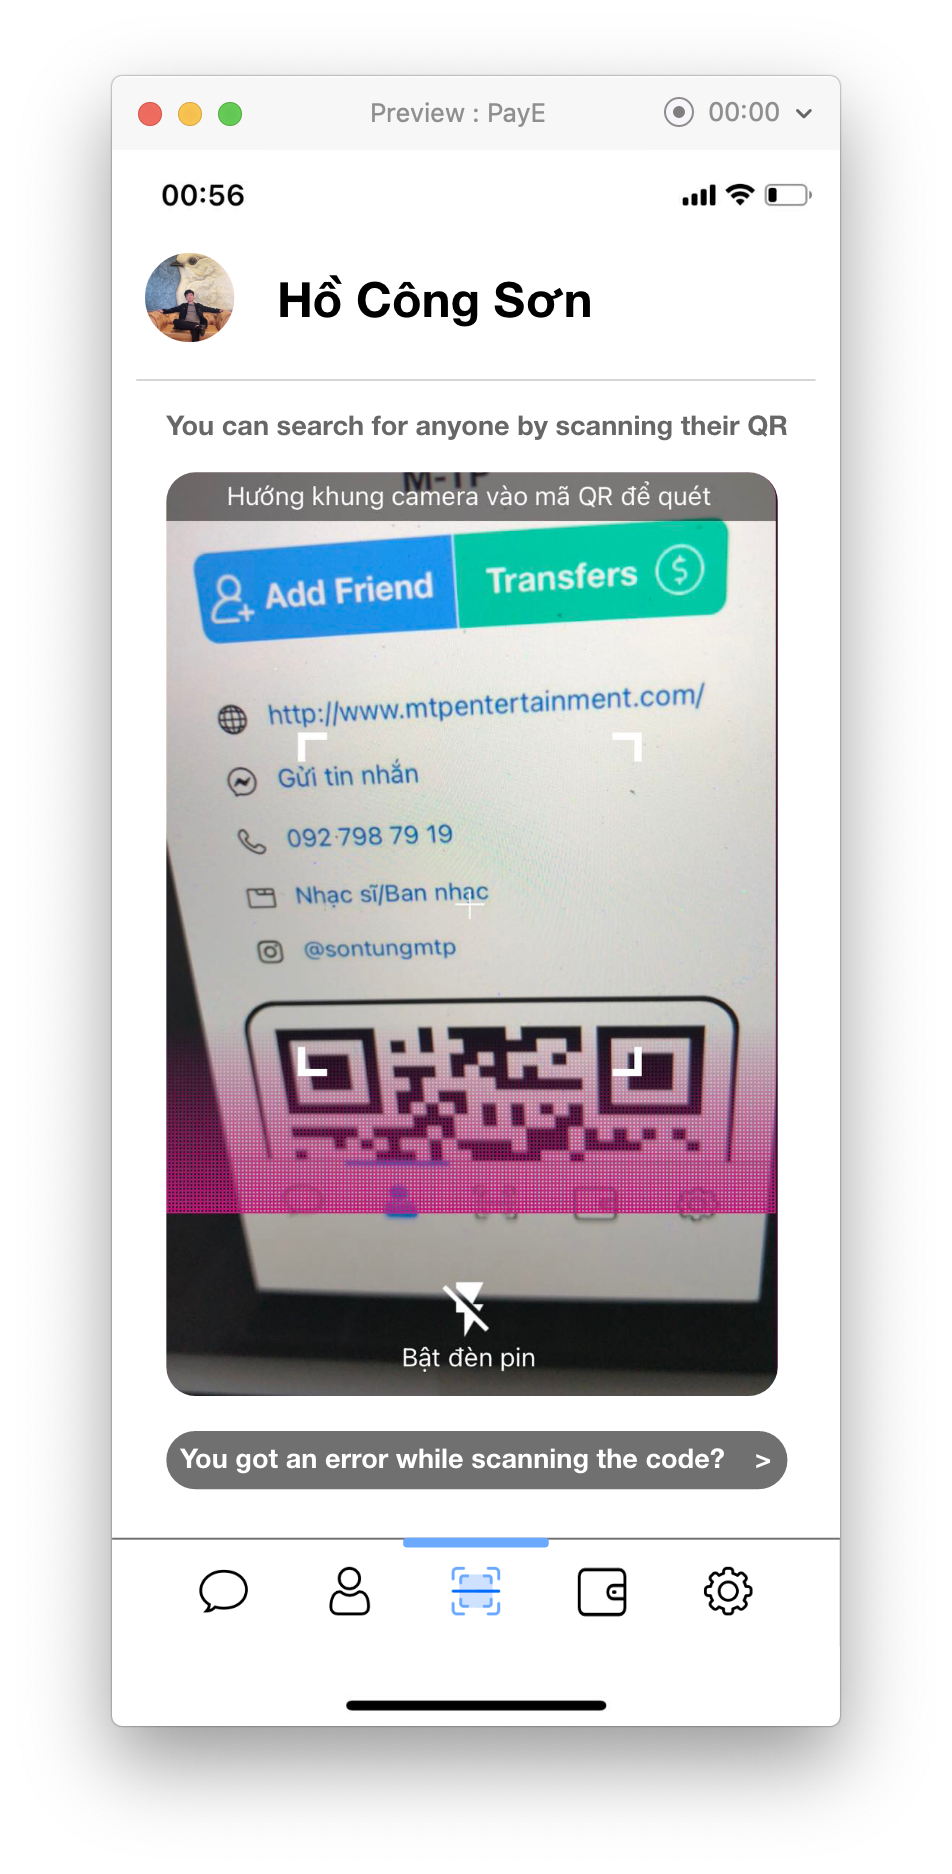 Preview : PayE
00:00
00:56
Hồ Công Sơn
You can search for anyone by scanning their QR
M-TP
Hướng khung camera vào mã QR để quét
Add Friend
Transfers
http://www.mtpentertainment.com/
Gửi tin nhắn
092 798 79 19
Nhạc sĩ/Ban nhạc
@sontungmtp
Bật đèn pin
You got an error while scanning the code? >